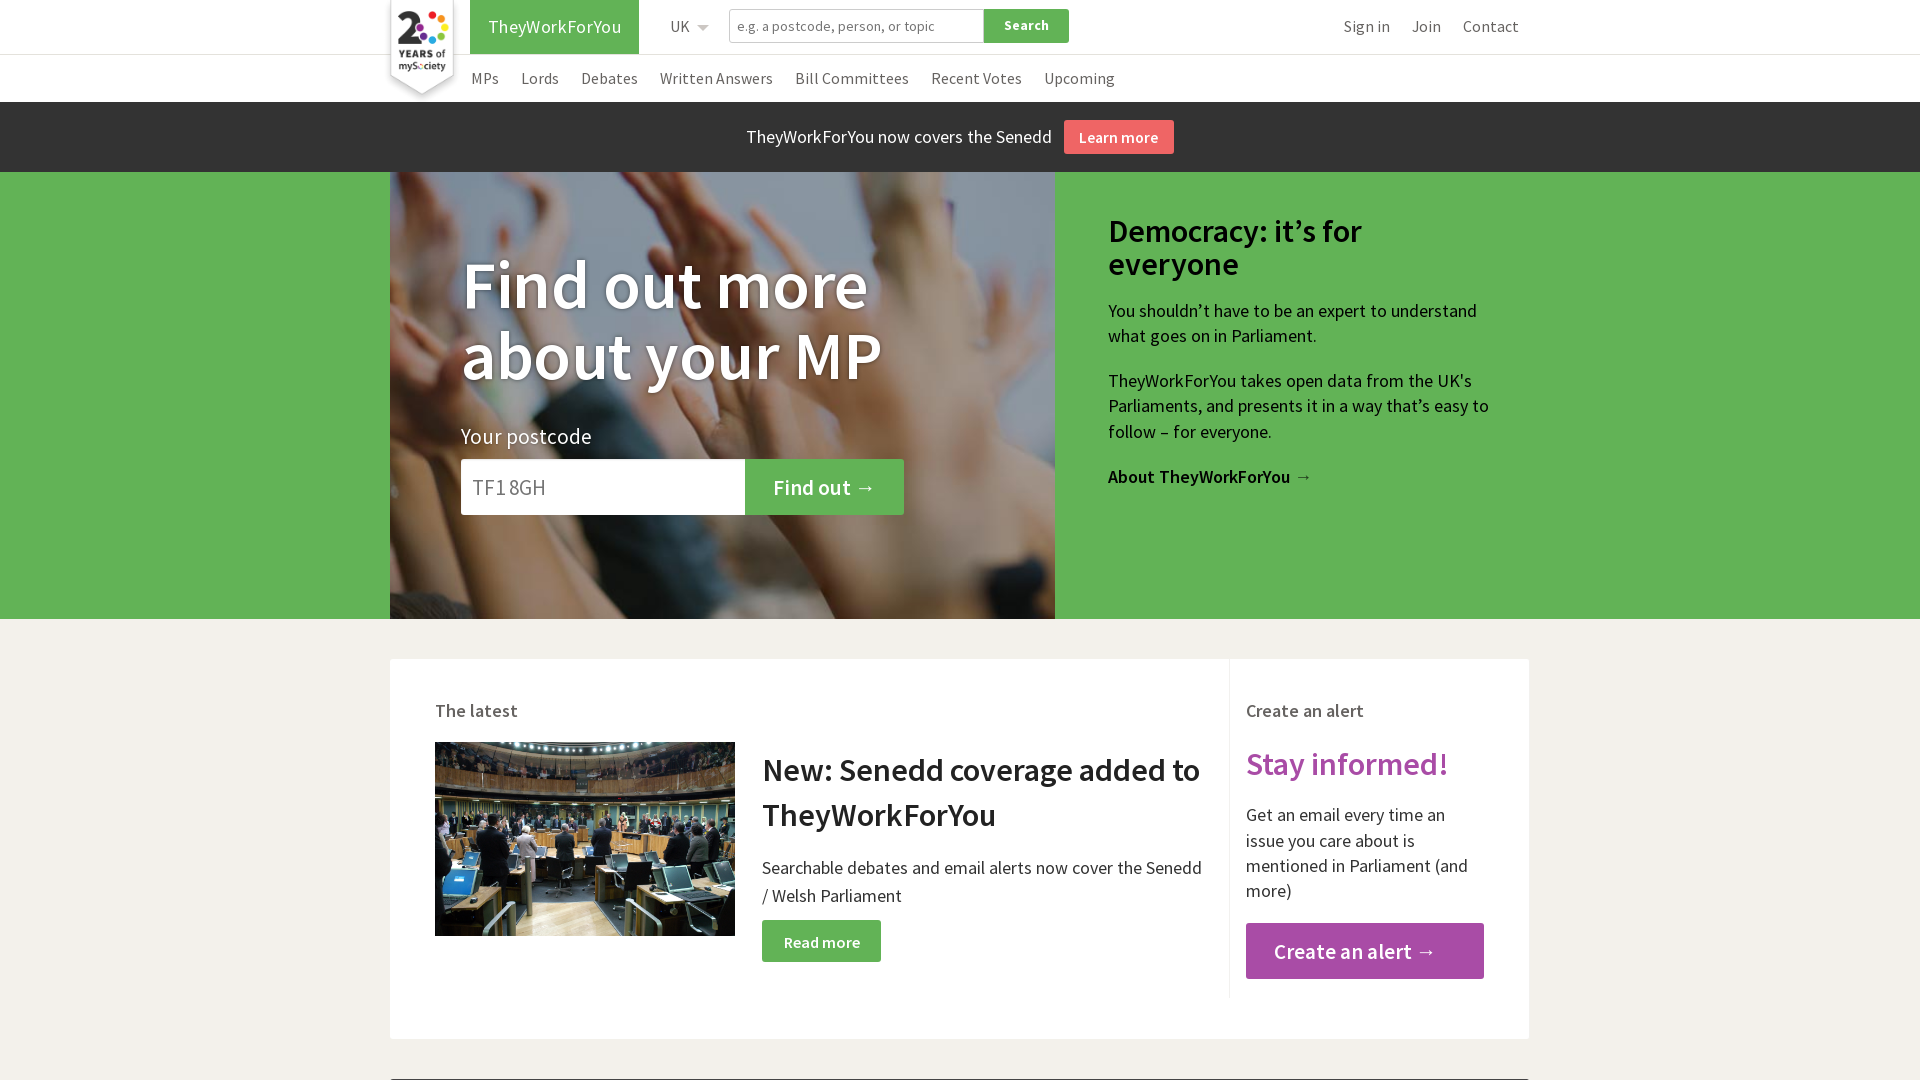 20
YEARS of
mySociety
TheyWorkForYou
UK
e.g. a postcode, person, or topic
Search
Sign in
Join
Contact
MPs
Lords
Debates
Written Answers
Bill Committees
Recent Votes
Upcoming
TheyWorkForYou now covers the Senedd
Learn more
Find out more
about your MP
Your postcode
TF1 8GH
Find out →
Democracy: it’s for
everyone
You shouldn’t have to be an expert to understand
what goes on in Parliament.
TheyWorkForYou takes open data from the UK's
Parliaments, and presents it in a way that’s easy to
follow – for everyone.
About TheyWorkForYou →
The latest
New: Senedd coverage added to
TheyWorkForYou
Searchable debates and email alerts now cover the Senedd
/ Welsh Parliament
Read more
Create an alert
Stay informed!
Get an email every time an
issue you care about is
mentioned in Parliament (and
more)
Create an alert →